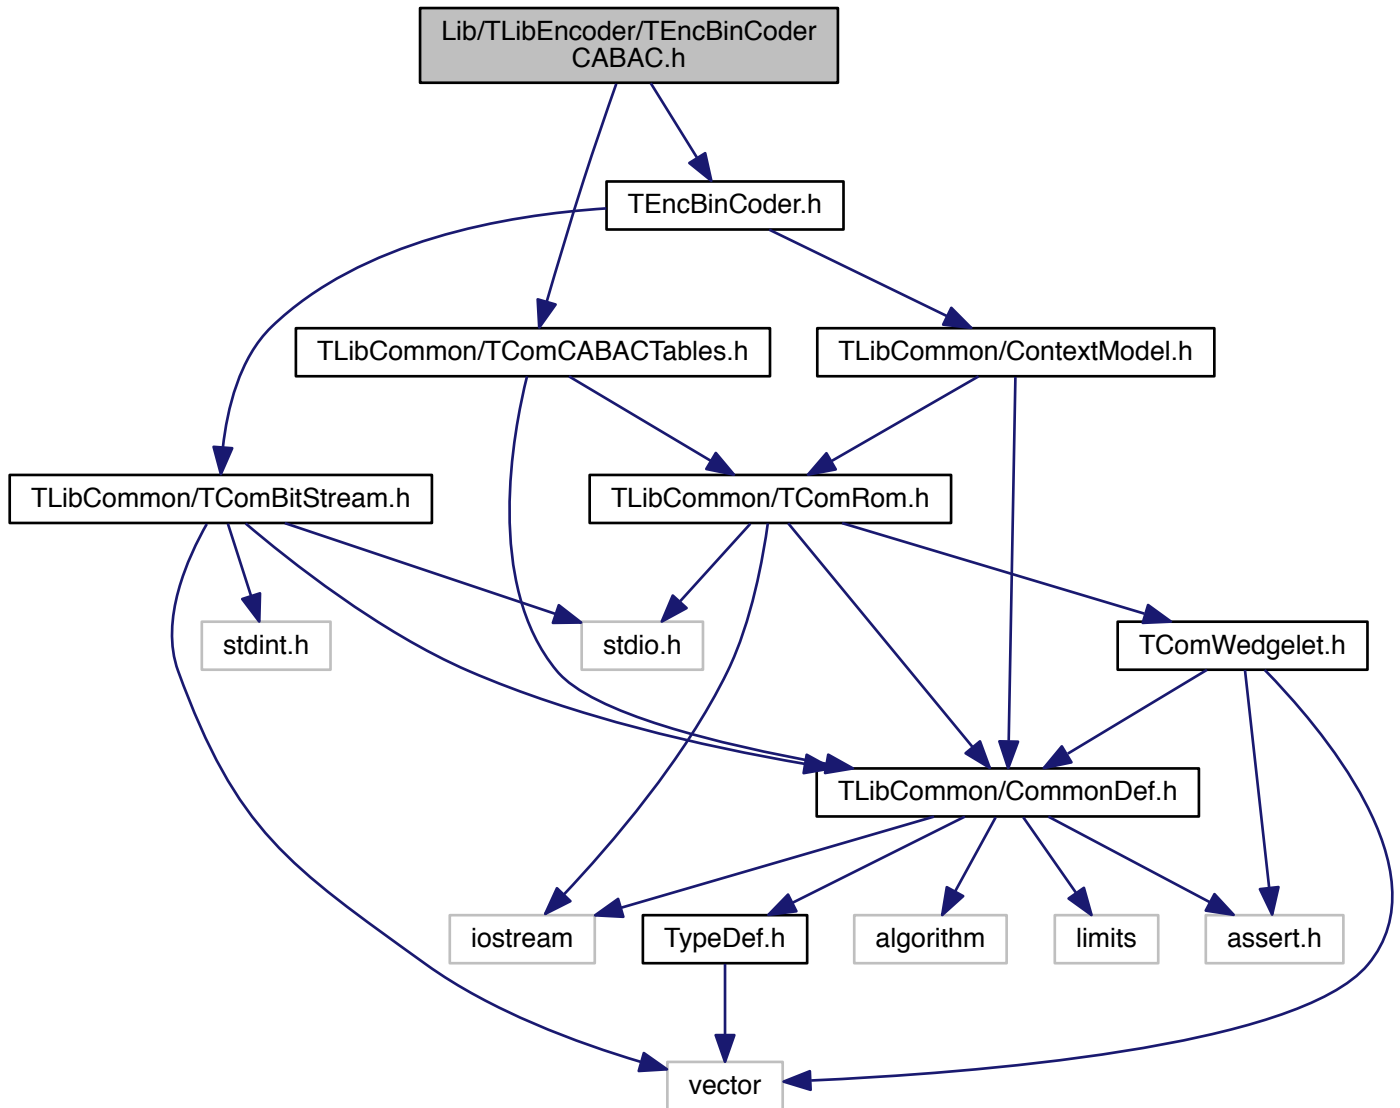 Lib/TLibEncoder/TEncBinCoder
CABAC.h
TEncBinCoder.h
TLibCommon/TComCABACTables.h
TLibCommon/ContextModel.h
TLibCommon/TComBitStream.h
TLibCommon/TComRom.h
stdint.h
stdio.h
TComWedgelet.h
TLibCommon/CommonDef.h
iostream
TypeDef.h
algorithm
limits
assert.h
vector